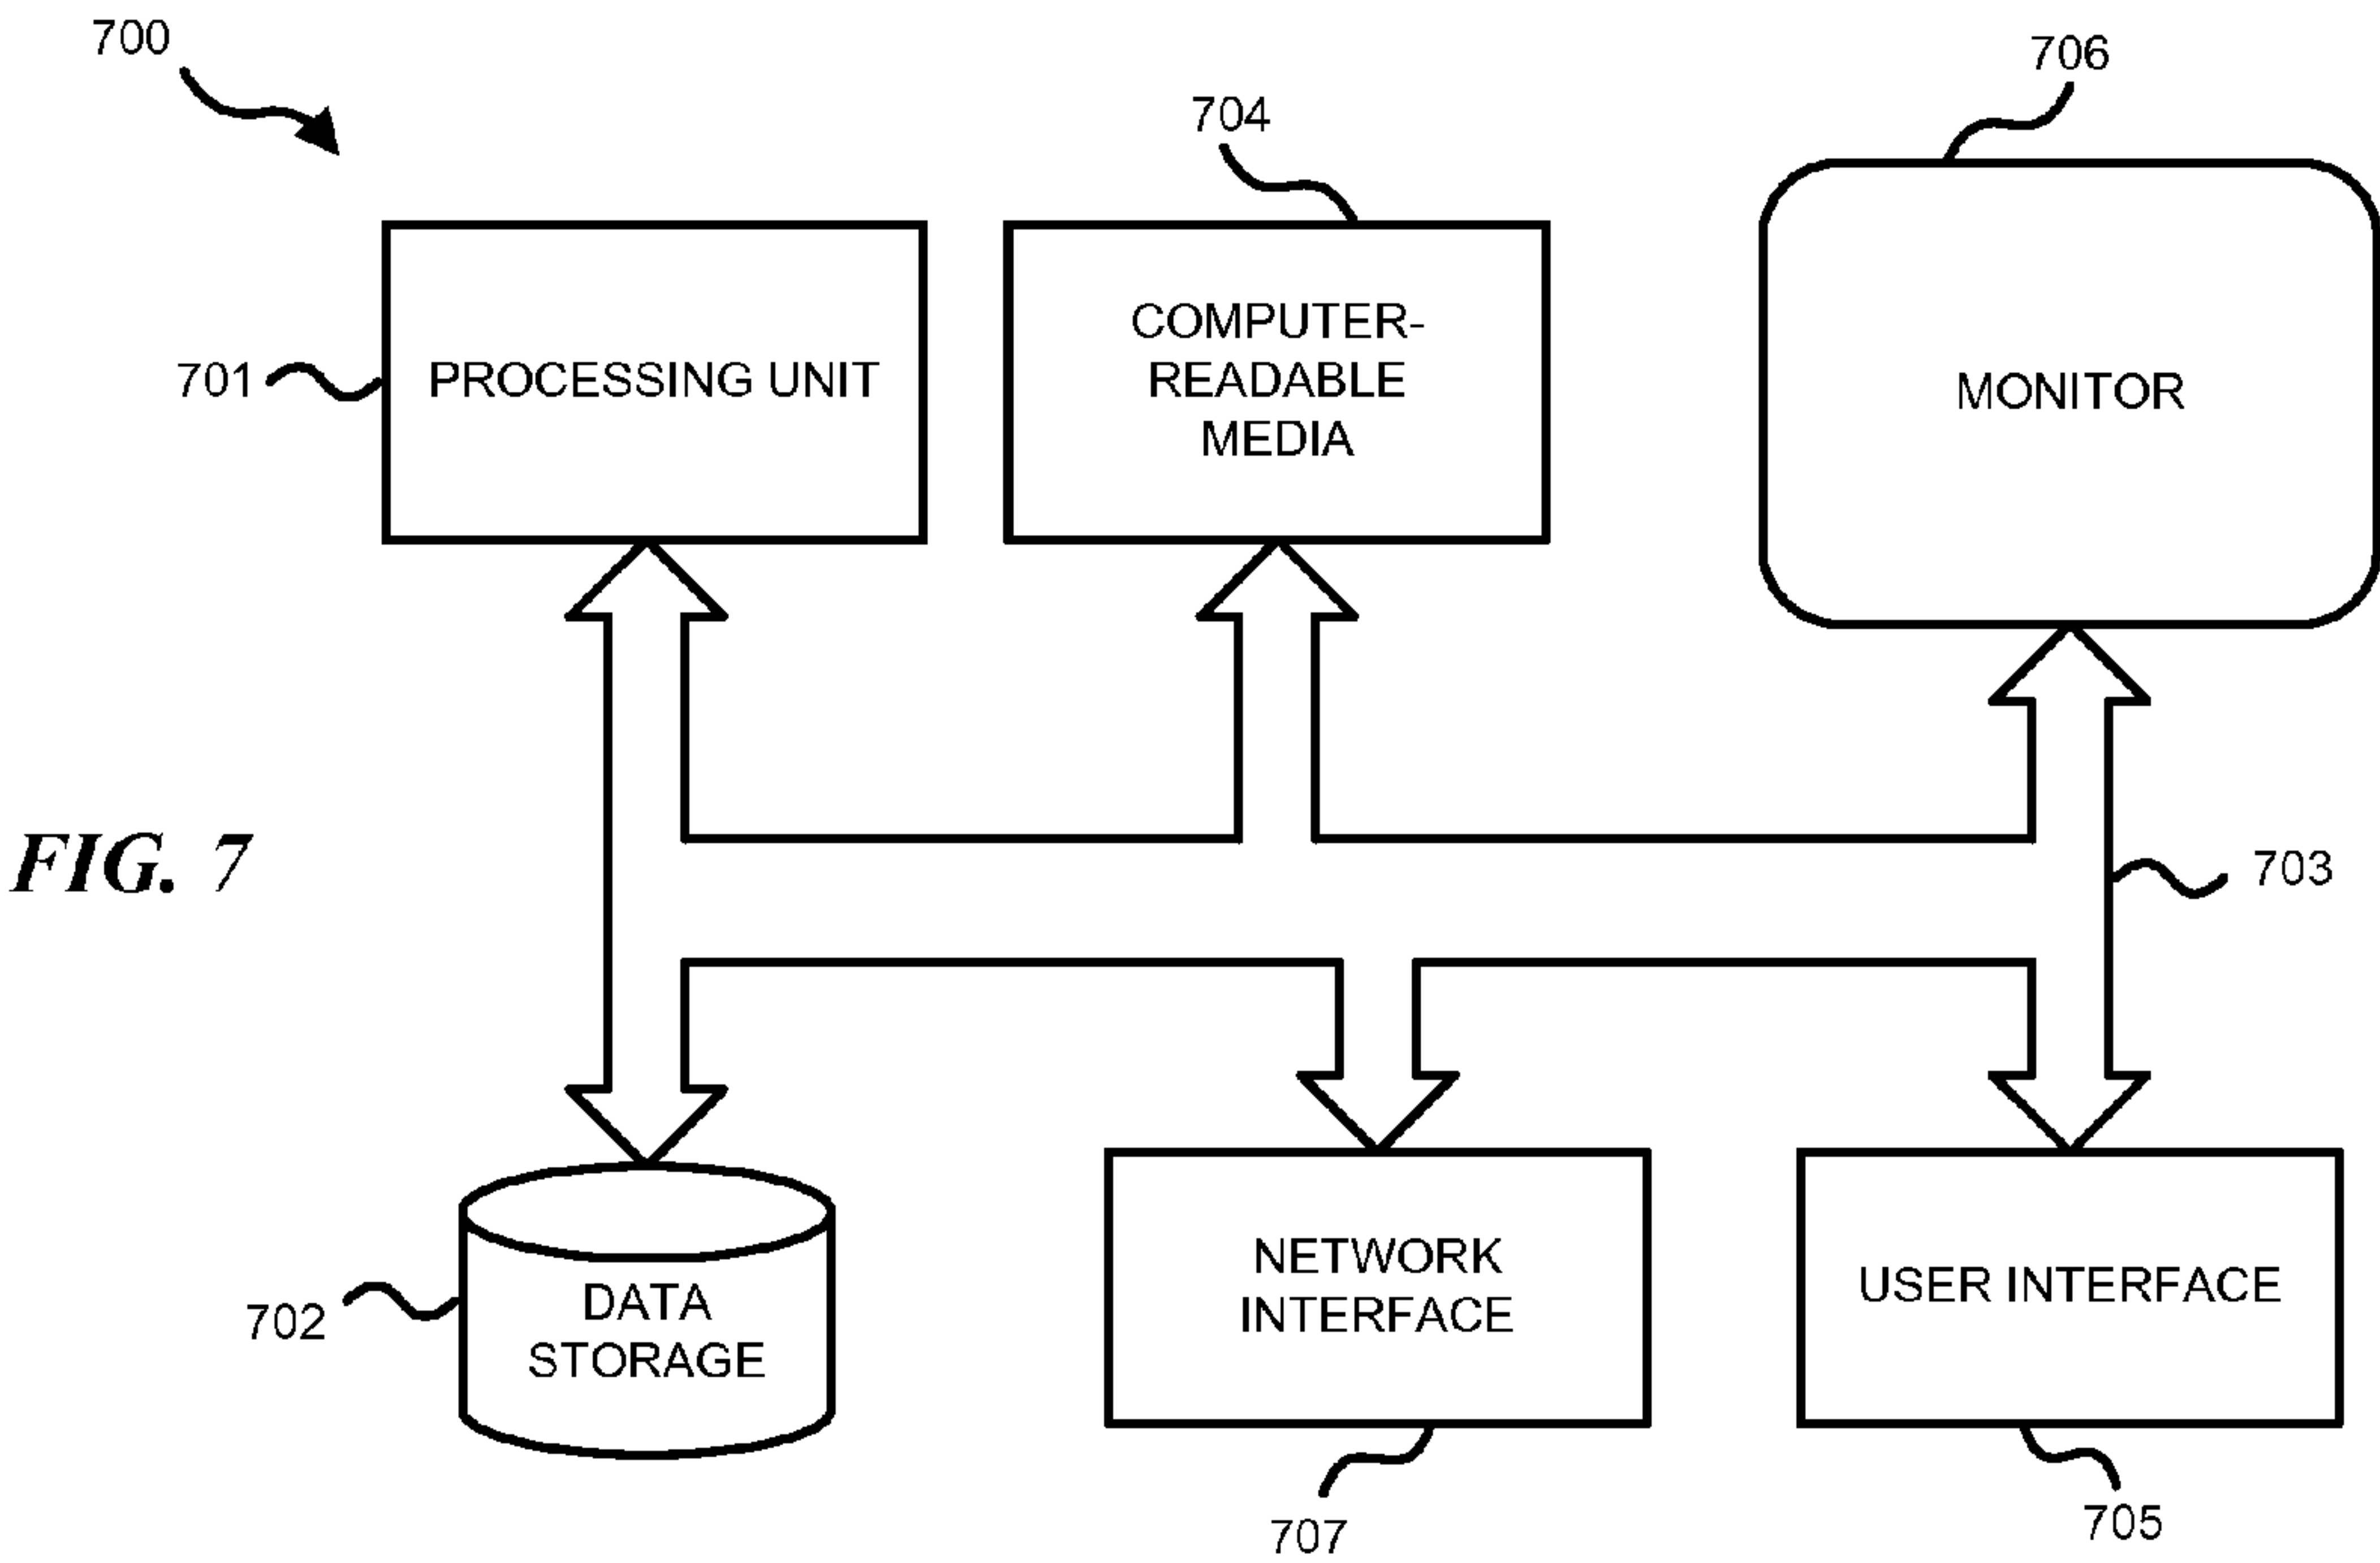 700
706
704
701
PROCESSING UNIT
COMPUTER-
READABLE
MEDIA
MONITOR
FIG. 7
703
702
DATA
STORAGE
NETWORK
INTERFACE
USER INTERFACE
707
705